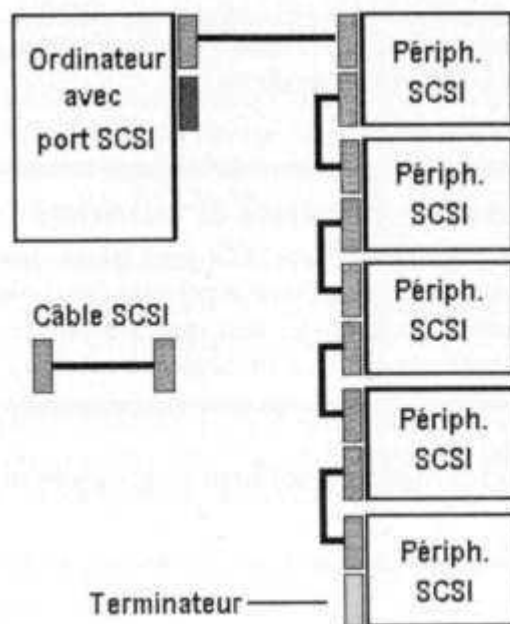 Ordinateur
avec
port SCSI
Périph.
SCSI
Périph.
SCSI
Périph.
SCSI
Périph.
SCSI
Périph.
SCSI
Câble SCSI
Terminateur